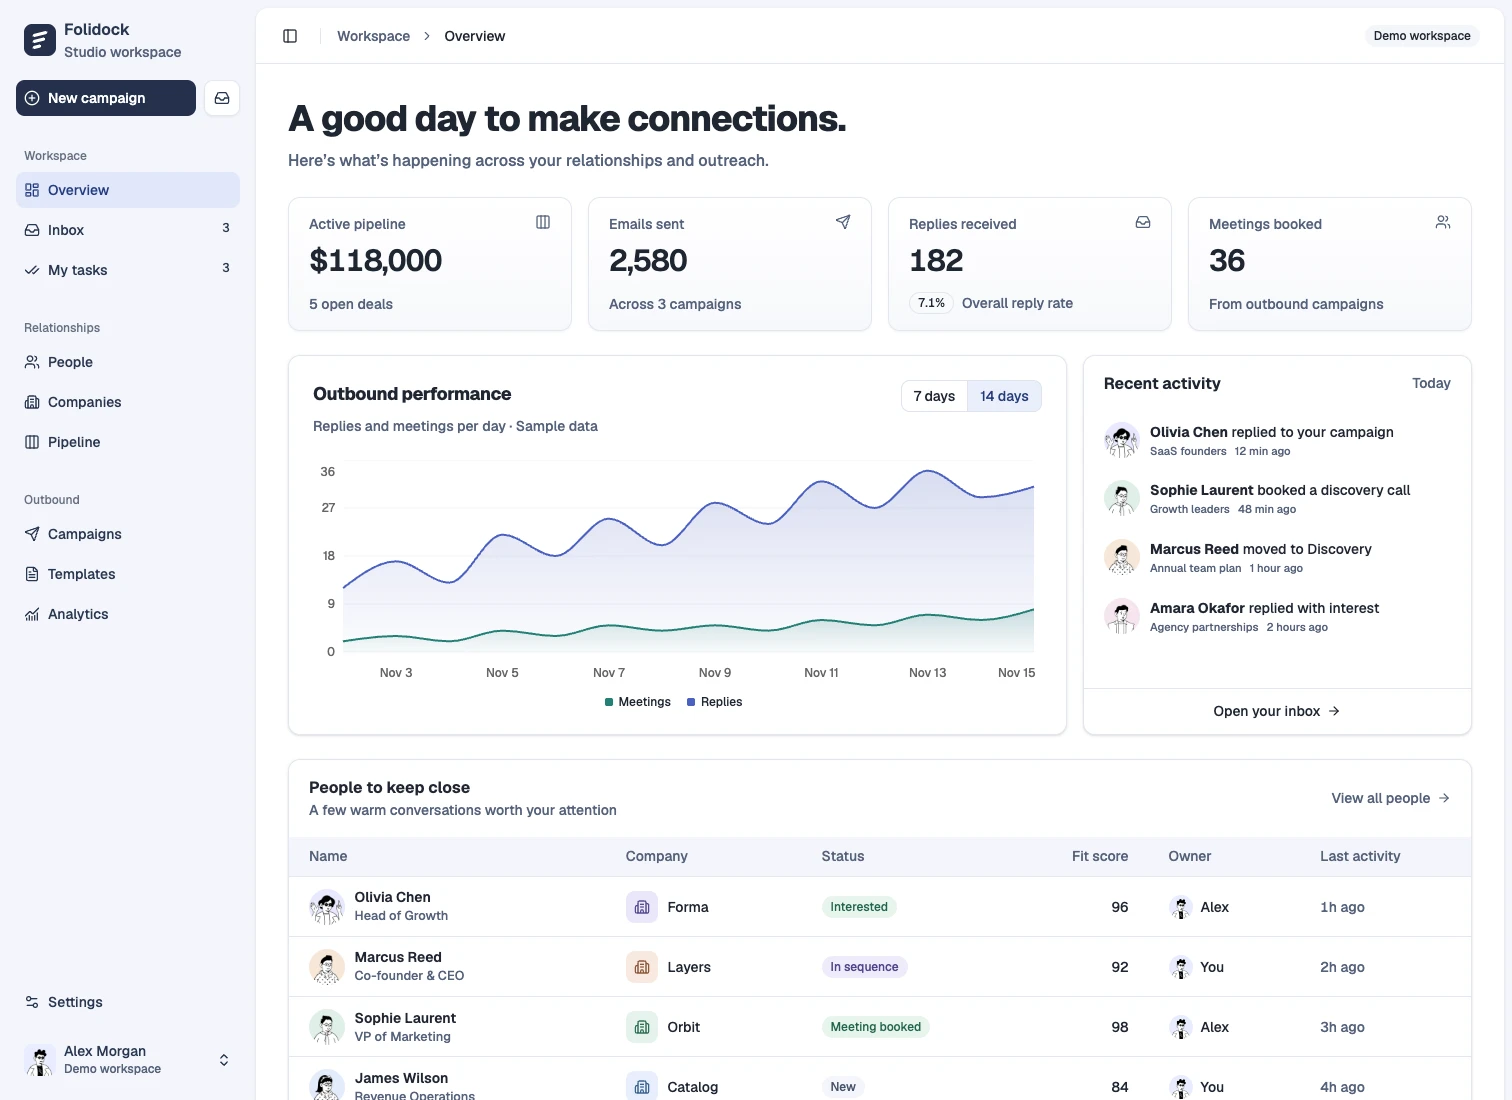 Folidock
Studio workspace
New campaign
Workspace
Overview
Inbox 3
My tasks 3
Relationships
People
Companies
Pipeline
Outbound
Campaigns
Templates
Analytics
Settings
Alex Morgan
Demo workspace
Workspace > Overview
Demo workspace
A good day to make connections.
Here’s what’s happening across your relationships and outreach.
Active pipeline
$118,000
5 open deals
Emails sent
2,580
Across 3 campaigns
Replies received
182
7.1% Overall reply rate
Meetings booked
36
From outbound campaigns
Outbound performance
Replies and meetings per day · Sample data
7 days 14 days
36
27
18
9
0
Nov 3 Nov 5 Nov 7 Nov 9 Nov 11 Nov 13 Nov 15
Meetings Replies
Recent activity Today
Olivia Chen replied to your campaign
SaaS founders 12 min ago
Sophie Laurent booked a discovery call
Growth leaders 48 min ago
Marcus Reed moved to Discovery
Annual team plan 1 hour ago
Amara Okafor replied with interest
Agency partnerships 2 hours ago
Open your inbox →
People to keep close
A few warm conversations worth your attention
View all people →
Name Company Status Fit score Owner Last activity
Olivia Chen
Head of Growth
Forma Interested 96 Alex 1h ago
Marcus Reed
Co-founder & CEO
Layers In sequence 92 You 2h ago
Sophie Laurent
VP of Marketing
Orbit Meeting booked 98 Alex 3h ago
James Wilson
Revenue Operations
Catalog New 84 You 4h ago